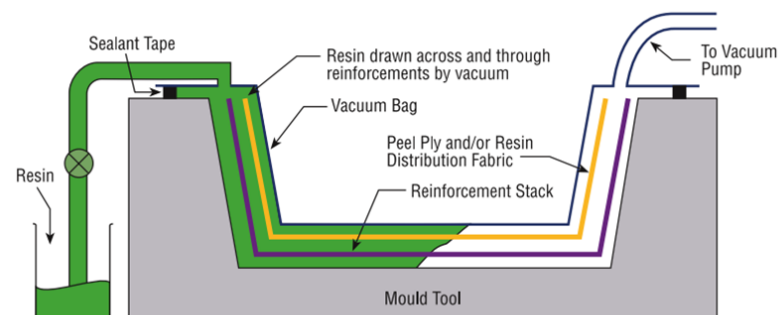 Sealant Tape
Resin drawn across and through
reinforcements by vacuum
To Vacuum
Pump
Vacuum Bag
Peel Ply and/or Resin
Distribution Fabric
Resin
Reinforcement Stack
Mould Tool